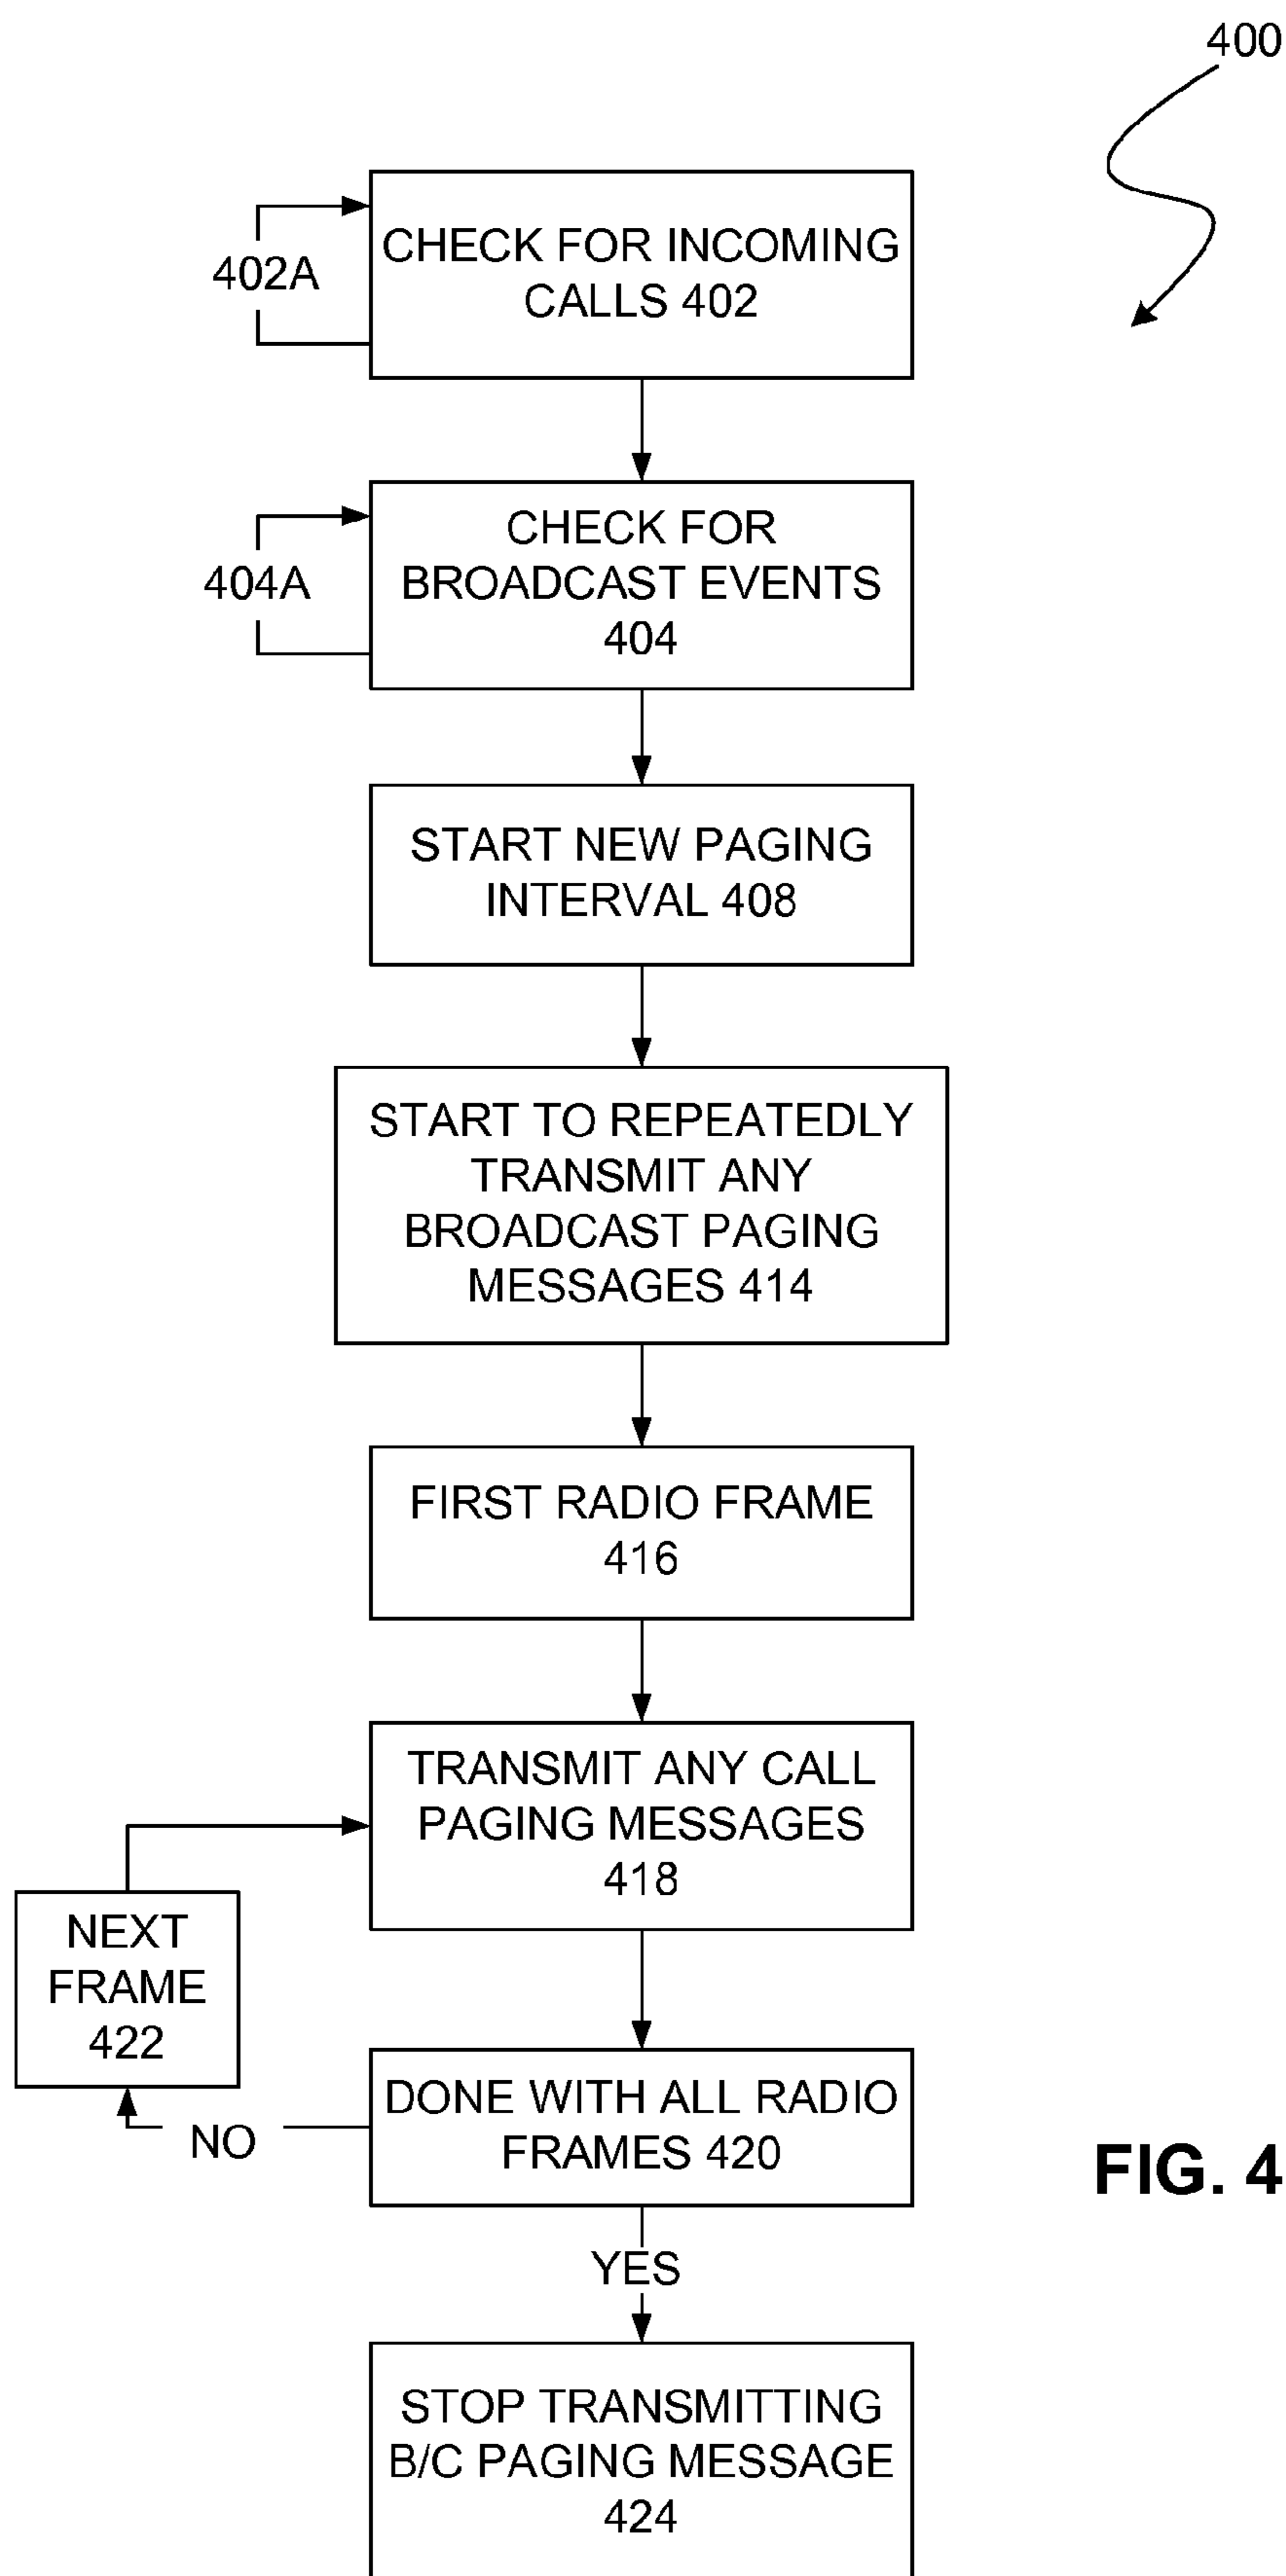 400
CHECK FOR INCOMING
CALLS 402
402A
CHECK FOR
BROADCAST EVENTS
404
404A
START NEW PAGING
INTERVAL 408
START TO REPEATEDLY
TRANSMIT ANY
BROADCAST PAGING
MESSAGES 414
FIRST RADIO FRAME
416
TRANSMIT ANY CALL
PAGING MESSAGES
418
NEXT
FRAME
422
DONE WITH ALL RADIO
FRAMES 420
NO
YES
STOP TRANSMITTING
B/C PAGING MESSAGE
424
FIG. 4